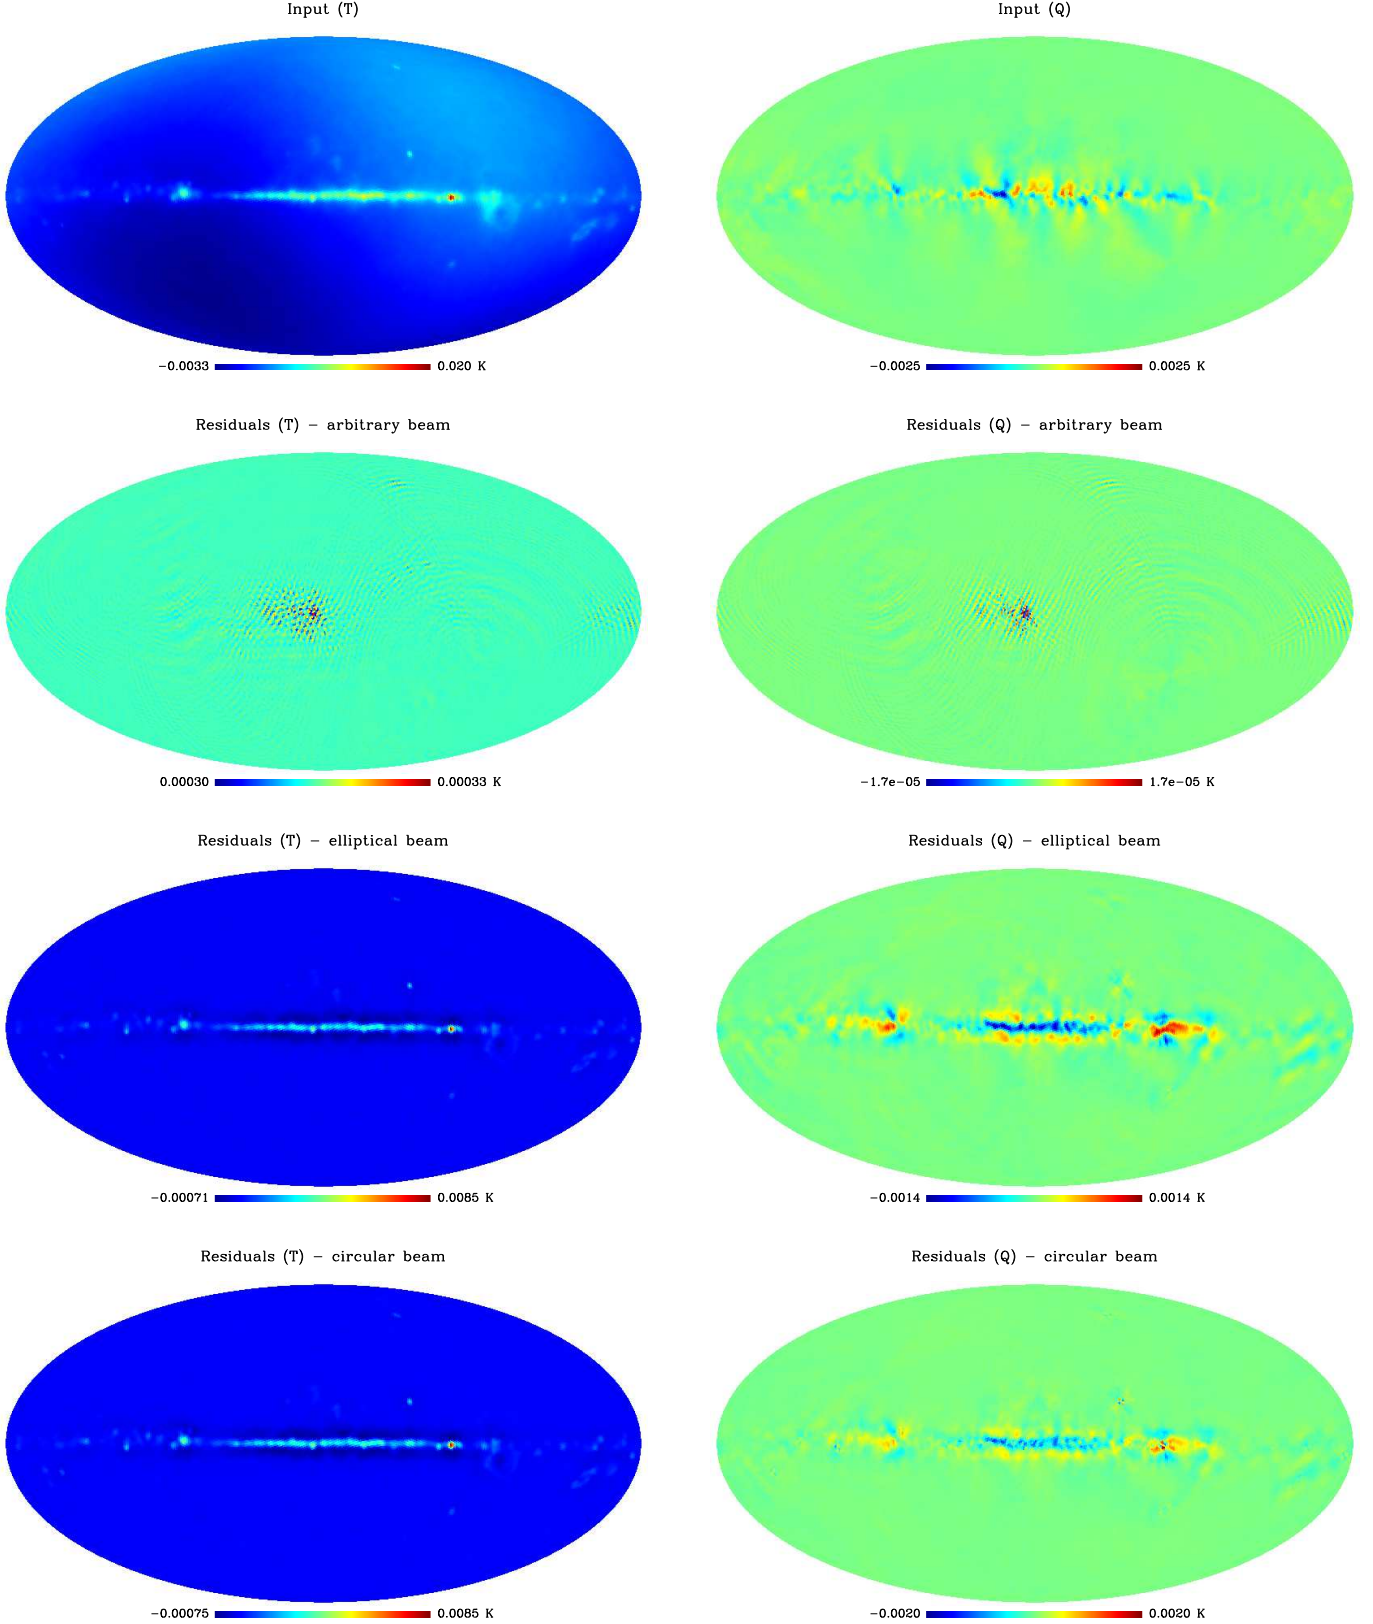 Input (T)
Input (Q)
−0.0033 0.020 K
−0.0025 0.0025 K
Residuals (T) − arbitrary beam
Residuals (Q) − arbitrary beam
0.00030 0.00033 K
−1.7e−05 1.7e−05 K
Residuals (T) − elliptical beam
Residuals (Q) − elliptical beam
−0.00071 0.0085 K
−0.0014 0.0014 K
Residuals (T) − circular beam
Residuals (Q) − circular beam
−0.00075 0.0085 K
−0.0020 0.0020 K